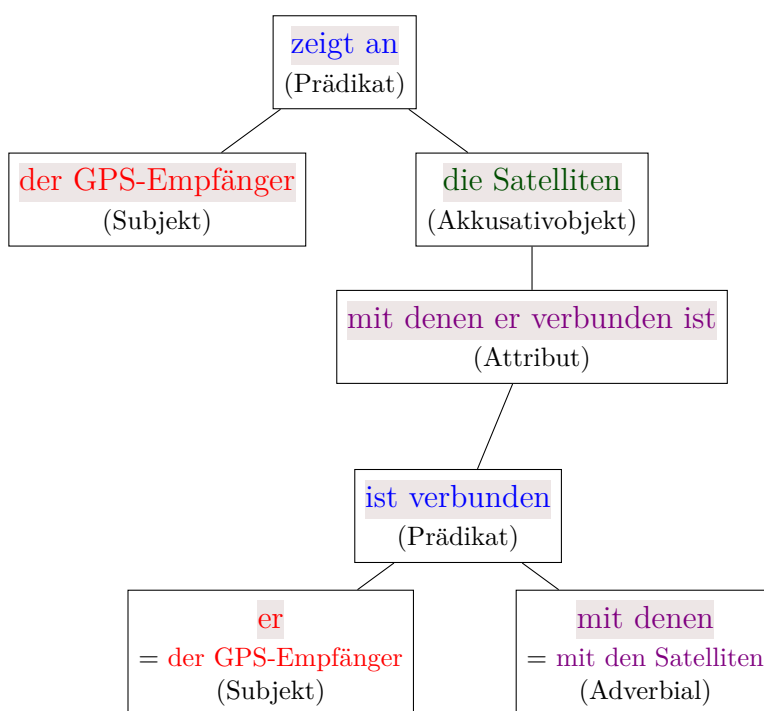 zeigt an
(Prädikat)
der GPS-Empfänger
(Subjekt)
die Satelliten
(Akkusativobjekt)
mit denen er verbunden ist
(Attribut)
ist verbunden
(Prädikat)
er
= der GPS-Empfänger
(Subjekt)
mit denen
= mit den Satelliten
(Adverbial)